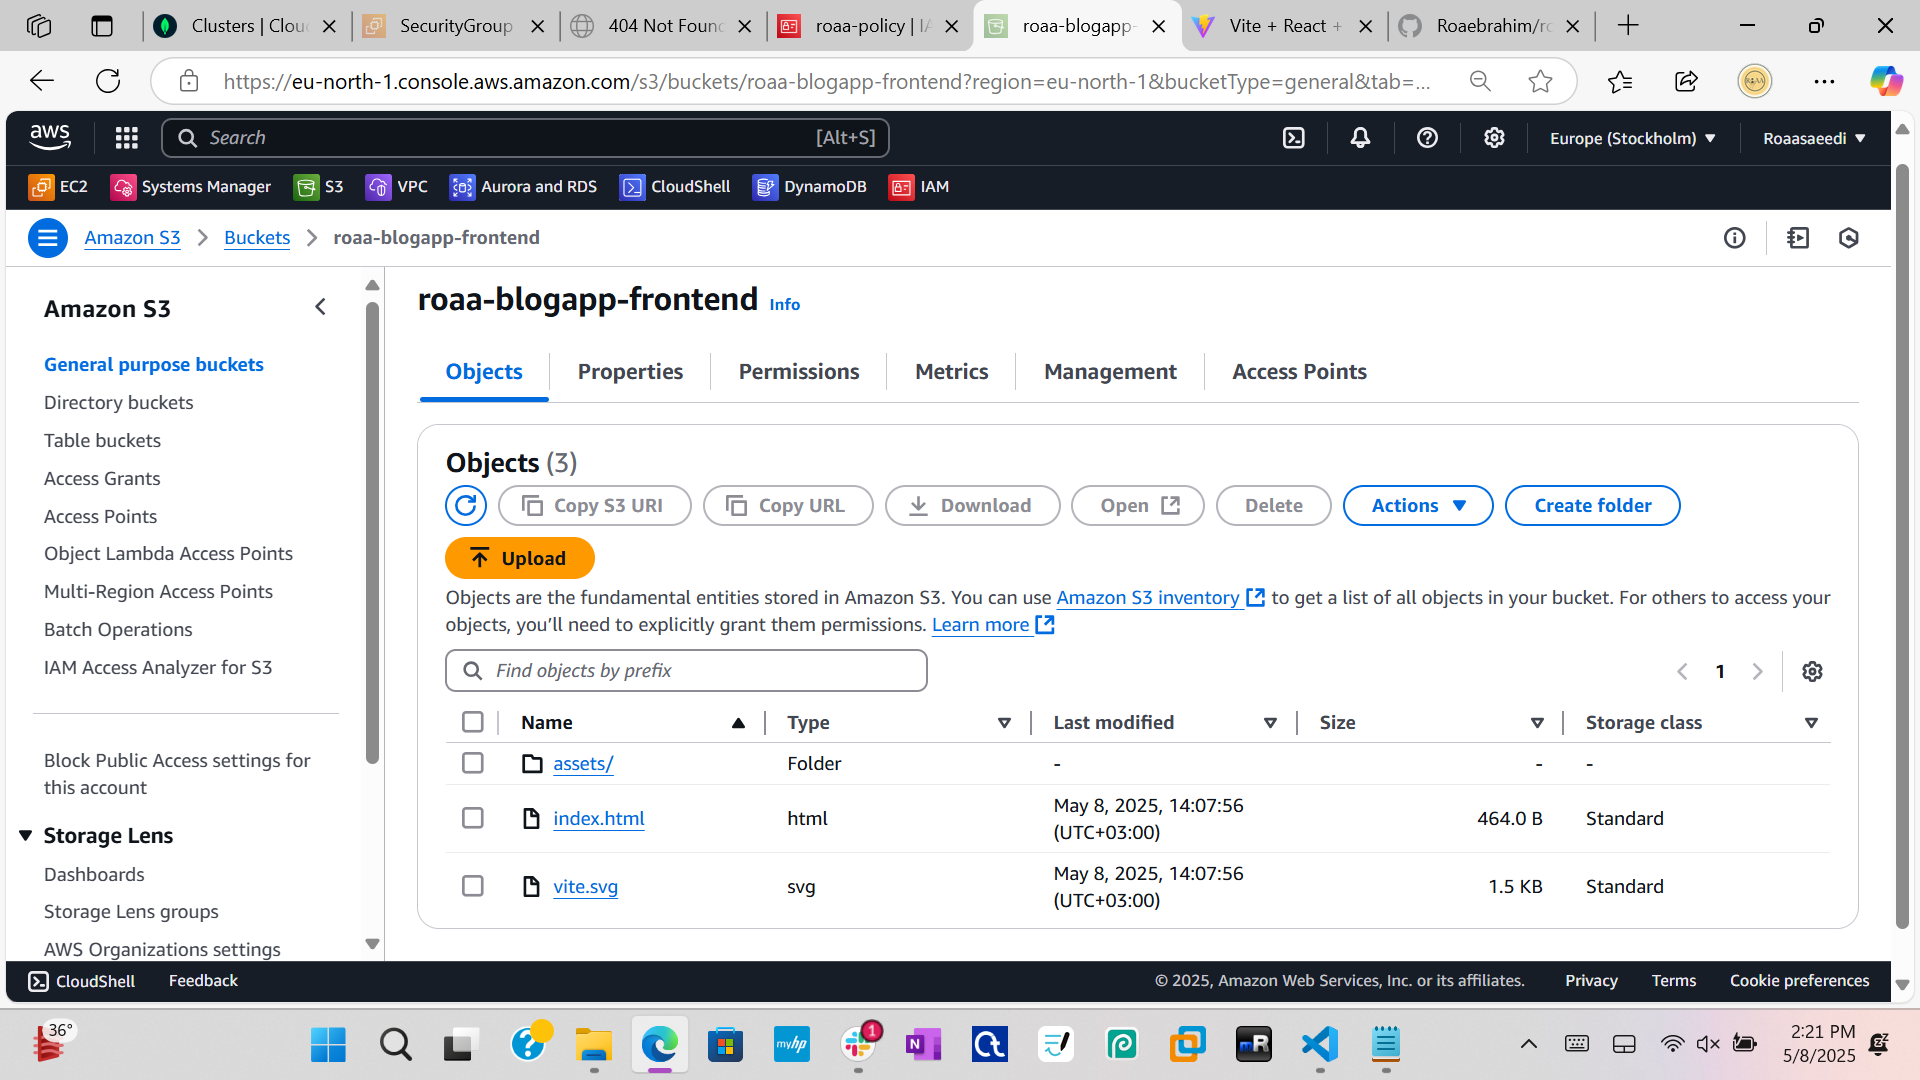 Clusters | Clou
SecurityGroup
404 Not Foun
roaa-policy | IA
roaa-blogapp-
Vite + React +
Roaebrahim/ro
https://eu-north-1.console.aws.amazon.com/s3/buckets/roaa-blogapp-frontend?region=eu-north-1&bucketType=general&tab=...
aws
Search
[Alt+S]
Europe (Stockholm)
Roaasaeedi
EC2
Systems Manager
S3
VPC
Aurora and RDS
CloudShell
DynamoDB
IAM
Amazon S3
Buckets
roaa-blogapp-frontend
Amazon S3
General purpose buckets
Directory buckets
Table buckets
Access Grants
Access Points
Object Lambda Access Points
Multi-Region Access Points
Batch Operations
IAM Access Analyzer for S3
Block Public Access settings for
this account
Storage Lens
Dashboards
Storage Lens groups
AWS Organizations settings
roaa-blogapp-frontend Info
Objects
Properties
Permissions
Metrics
Management
Access Points
Objects (3)
Copy S3 URI
Copy URL
Download
Open
Delete
Actions
Create folder
Upload
Objects are the fundamental entities stored in Amazon S3. You can use Amazon S3 inventory to get a list of all objects in your bucket. For others to access your
objects, you’ll need to explicitly grant them permissions. Learn more
Find objects by prefix
1
Name Type Last modified Size Storage class
assets/ Folder - - -
index.html html May 8, 2025, 14:07:56 (UTC+03:00) 464.0 B Standard
vite.svg svg May 8, 2025, 14:07:56 (UTC+03:00) 1.5 KB Standard
CloudShell
Feedback
© 2025, Amazon Web Services, Inc. or its affiliates.
Privacy
Terms
Cookie preferences
36°
myhp
1
N
mR
2:21 PM
5/8/2025